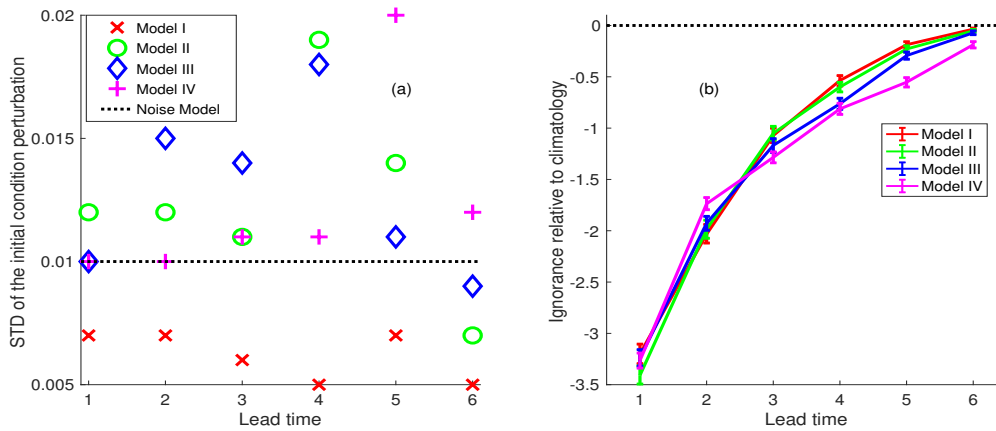 0.02
0.015
0.01
0.005
STD of the initial condition perturbation
Model I
Model II
Model III
Model IV
Noise Model
(a)
1 2 3 4 5 6
Lead time
0
-0.5
-1
-1.5
-2
-2.5
-3
-3.5
Ignorance relative to climatology
(b)
Model I
Model II
Model III
Model IV
1 2 3 4 5 6
Lead time